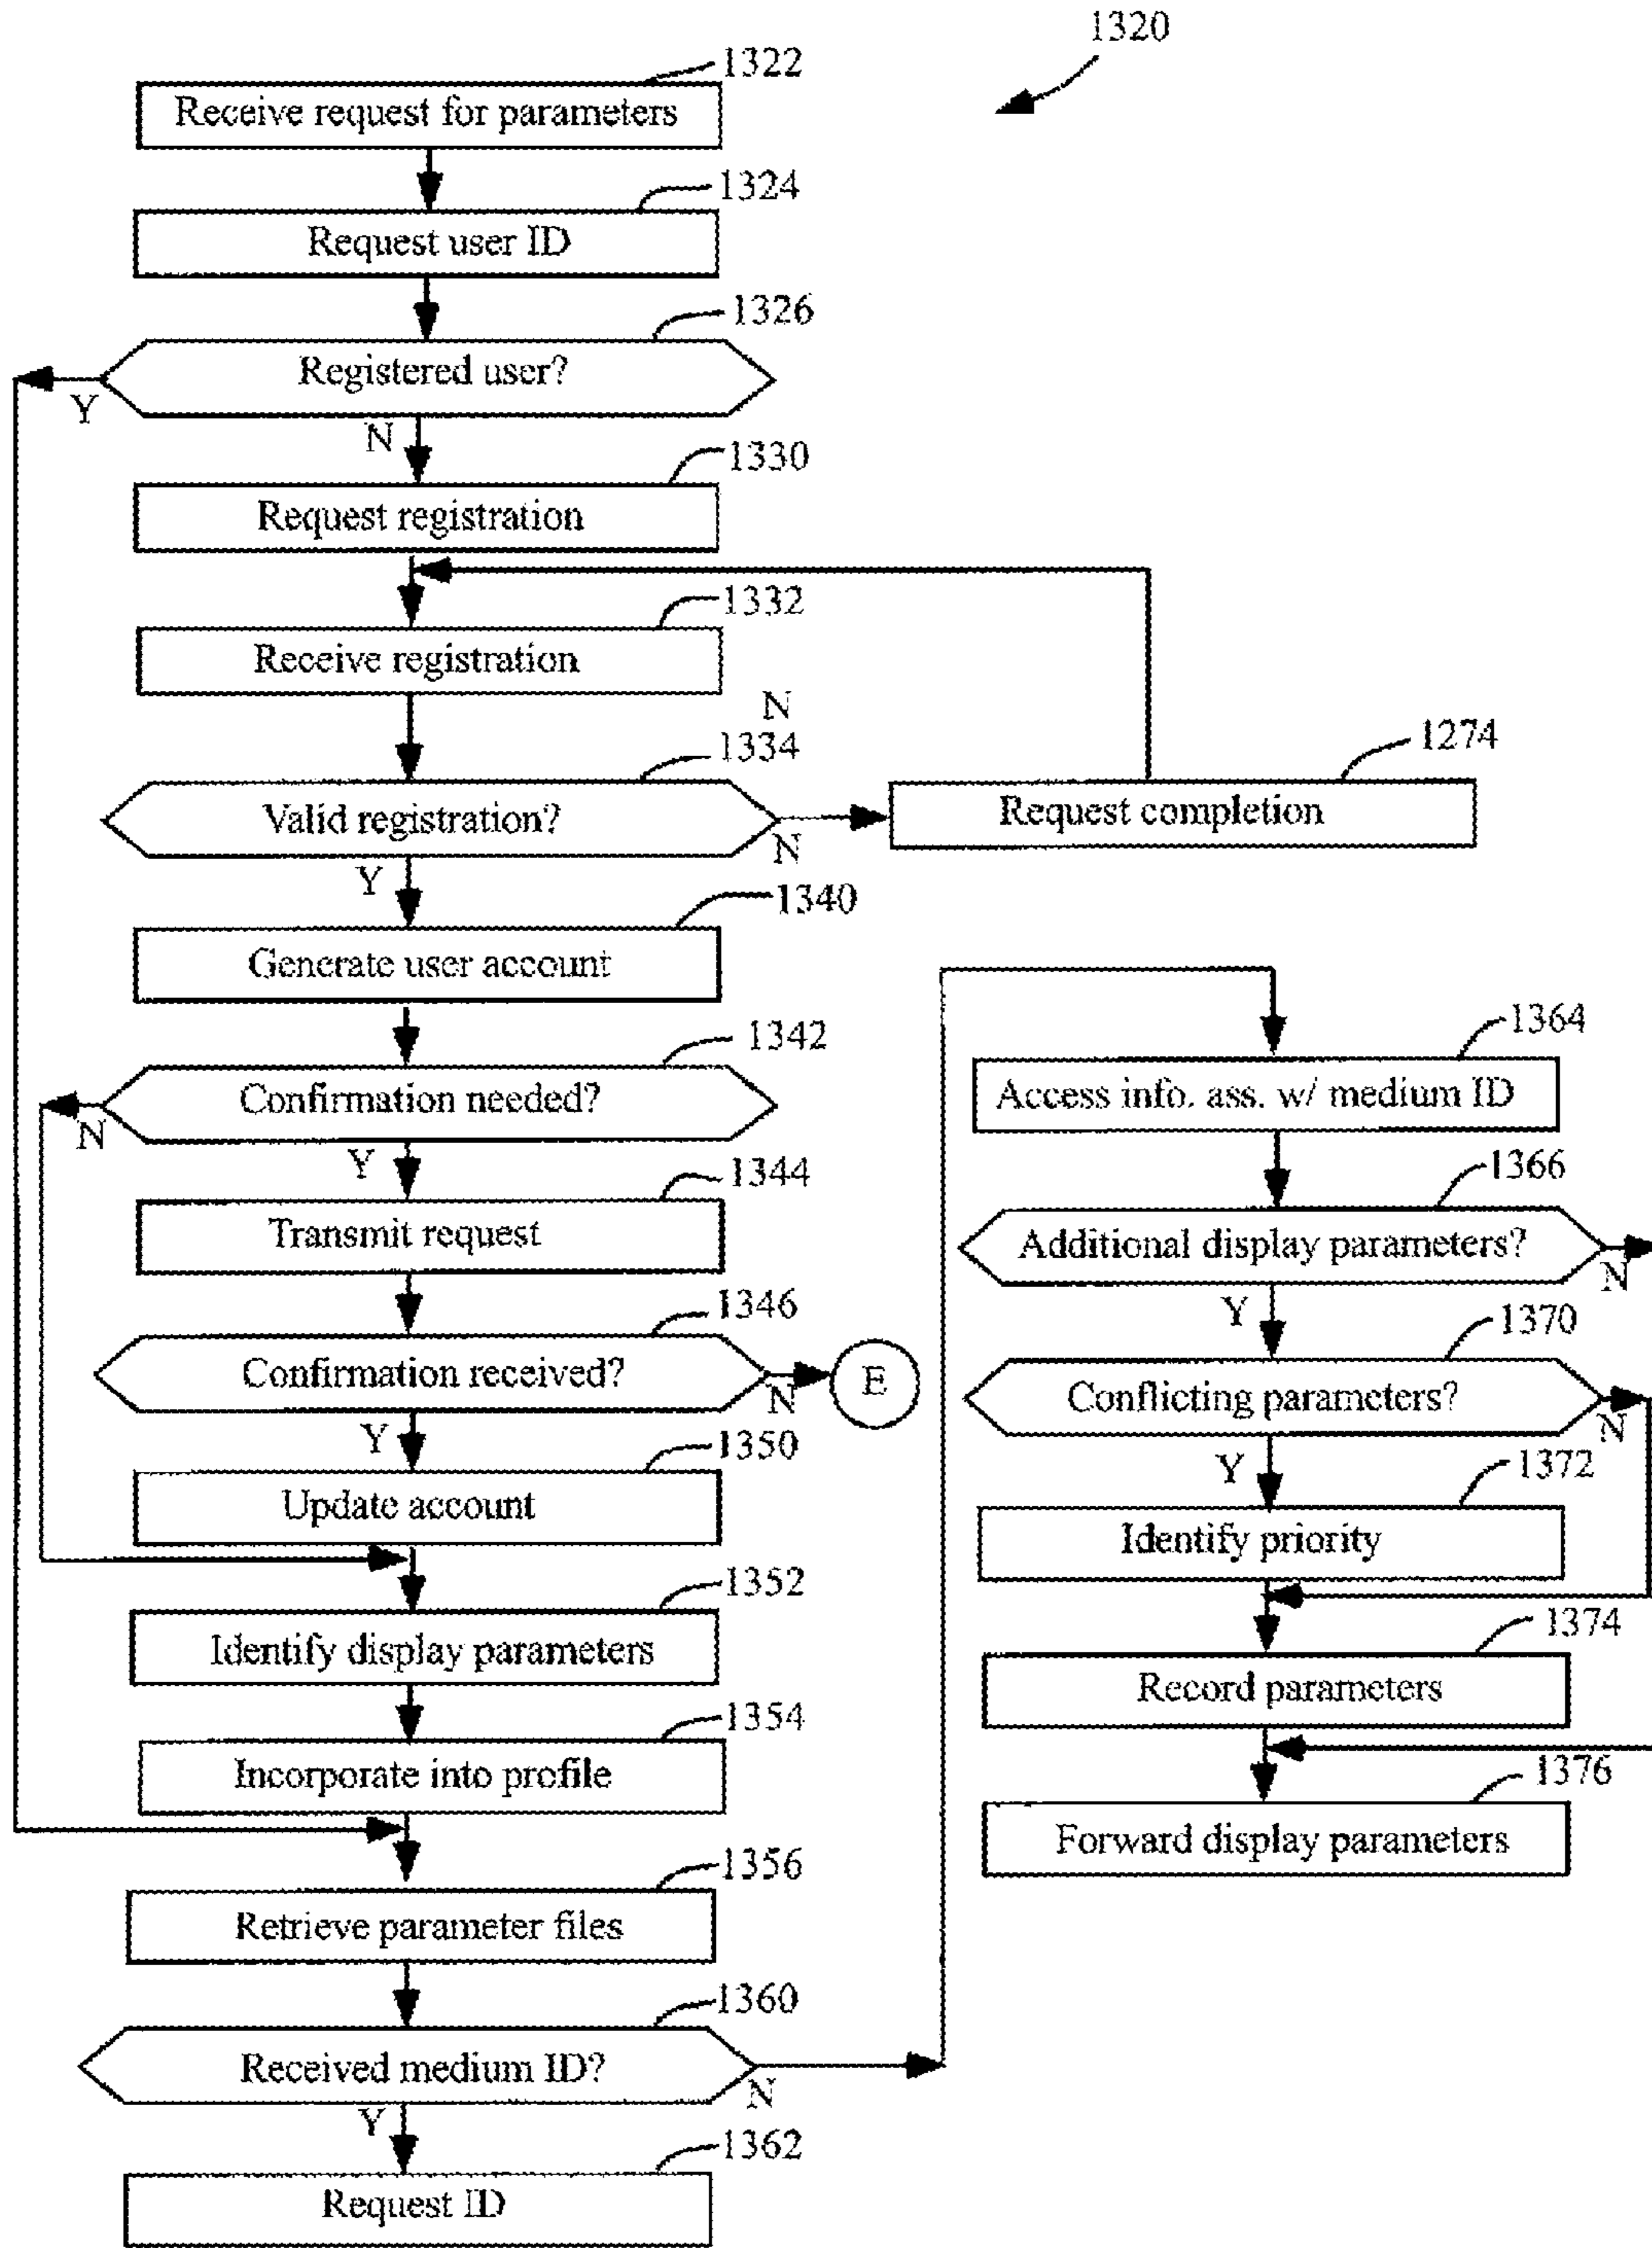 1320
1322
Receive request for parameters
1324
Request user ID
1326
Registered user?
Y
N
1330
Request registration
1332
Receive registration
N
1334
Valid registration?
N
1274
Request completion
Y
1340
Generate user account
1342
Confirmation needed?
N
Y
1344
Transmit request
1346
Confirmation received?
N
E
Y
1350
Update account
1352
Identify display parameters
1354
Incorporate into profile
1356
Retrieve parameter files
1360
Received medium ID?
N
Y
1362
Request ID
1364
Access info. ass. w/ medium ID
1366
Additional display parameters?
N
Y
1370
Conflicting parameters?
N
Y
1372
Identify priority
1374
Record parameters
1376
Forward display parameters